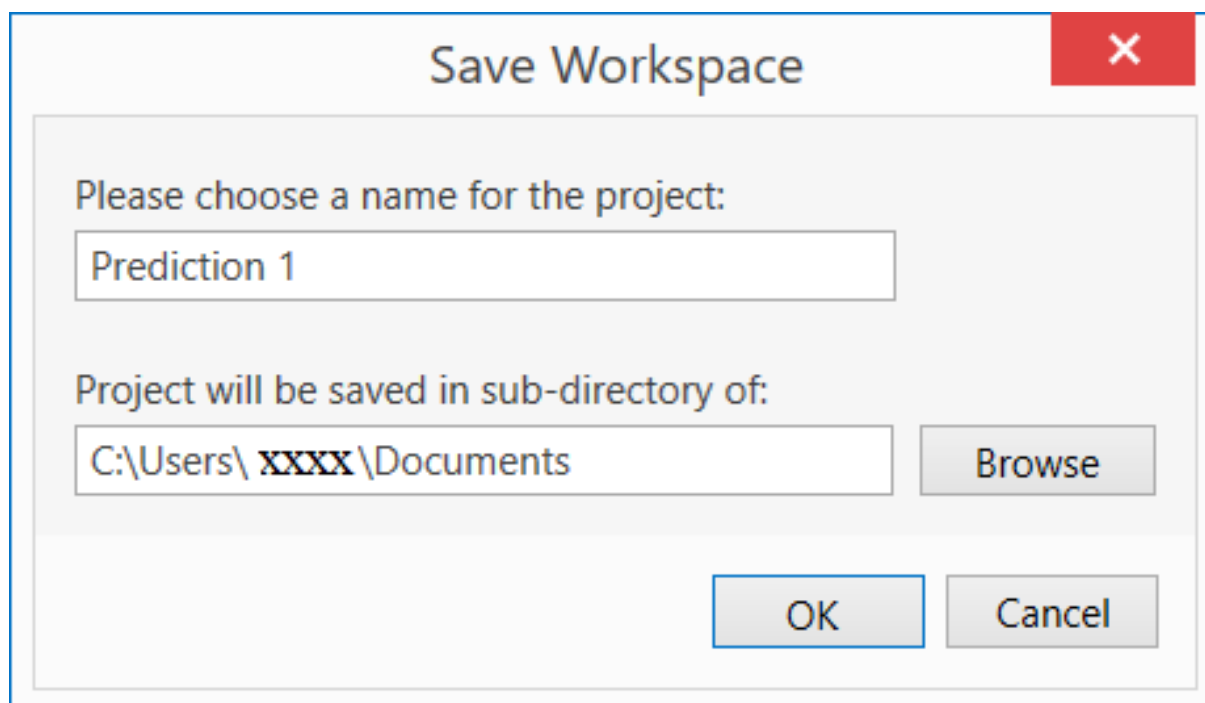 Save Workspace
Please choose a name for the project:
Prediction 1
Project will be saved in sub-directory of:
C:\Users\ xxxx\Documents
Browse
OK
Cancel